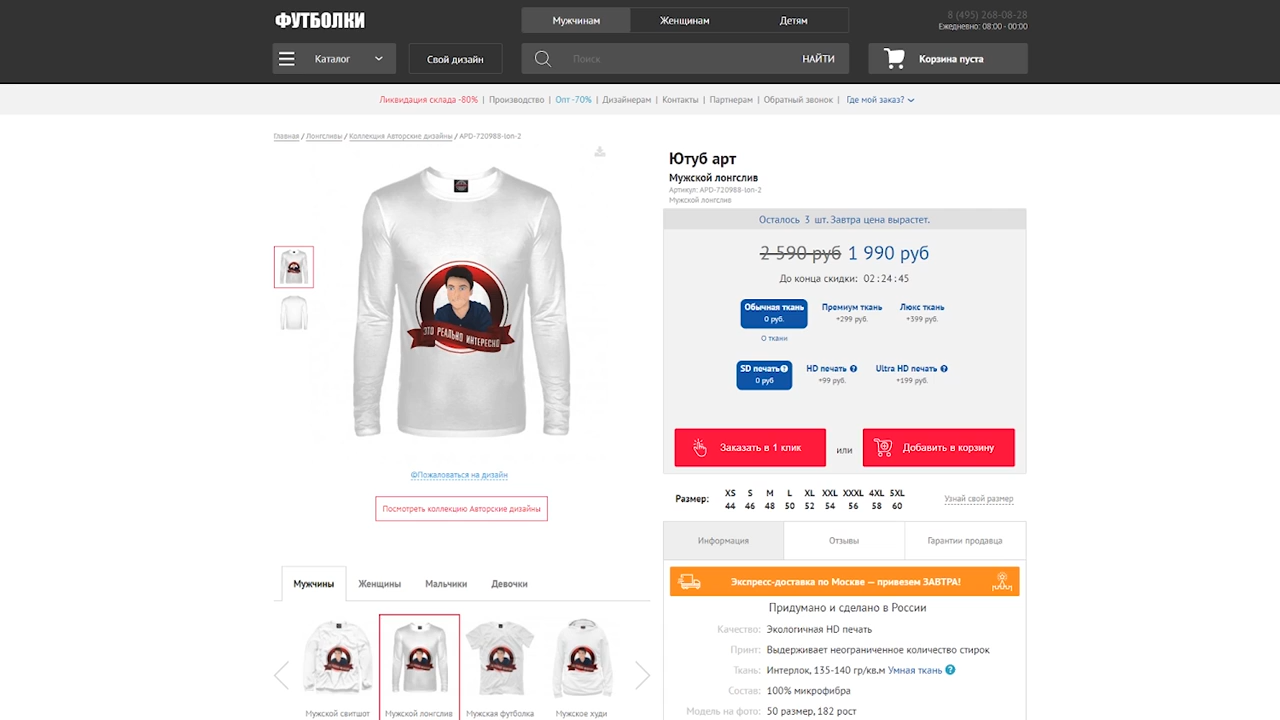 ФУТБОЛКИ
Мужчинам Женщинам Детям
8 (495) 268-08-28
Ежедневно: 08:00 - 00:00
Каталог Свой дизайн Поиск НАЙТИ Корзина пуста
Ликвидация склада -80% | Производство | Опт -70% | Дизайнерам | Контакты | Партнерам | Обратный звонок | Где мой заказ?
Главная / Лонгсливы / Коллекция Авторские дизайны / APD-720988-lon-2
ЭТО РЕАЛЬНО ИНТЕРЕСНО
Пожаловаться на дизайн
Посмотреть коллекцию Авторские дизайны
Мужчины Женщины Мальчики Девочки
Мужской свитшот Мужской лонгслив Мужская футболка Мужское худи
Ютуб арт
Мужской лонгслив
Артикул: APD-720988-lon-2
Мужской лонгслив
Осталось 3 шт. Завтра цена вырастет.
2 590 руб 1 990 руб
До конца скидки: 02:24:45
Обычная ткань Премиум ткань Люкс ткань
0 руб. +299 руб. +399 руб.
О ткани
SD печать HD печать Ultra HD печать
0 руб +99 руб. +199 руб.
Заказать в 1 клик или Добавить в корзину
Размер: XS S M L XL XXL XXXL 4XL 5XL
44 46 48 50 52 54 56 58 60
Узнай свой размер
Информация Отзывы Гарантии продавца
Экспресс-доставка по Москве — привезем ЗАВТРА!
Придумано и сделано в России
Качество: Экологичная HD печать
Принт: Выдерживает неограниченное количество стирок
Ткань: Интерлок, 135-140 гр/кв.м Умная ткань ?
Состав: 100% микрофибра
Модель на фото: 50 размер, 182 рост